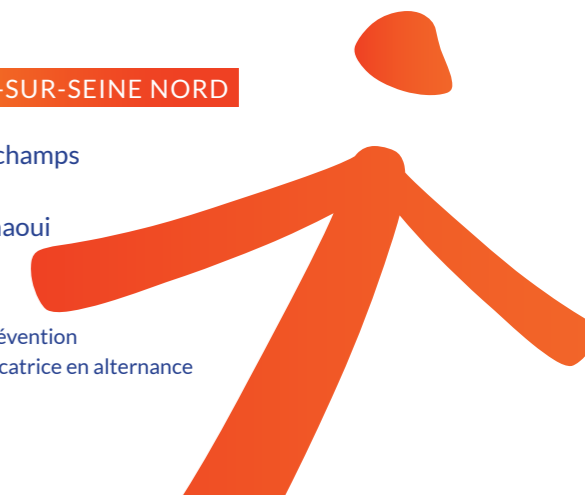 -SUR-SEINE NORD
champs
aoui
évention
catrice en alternance